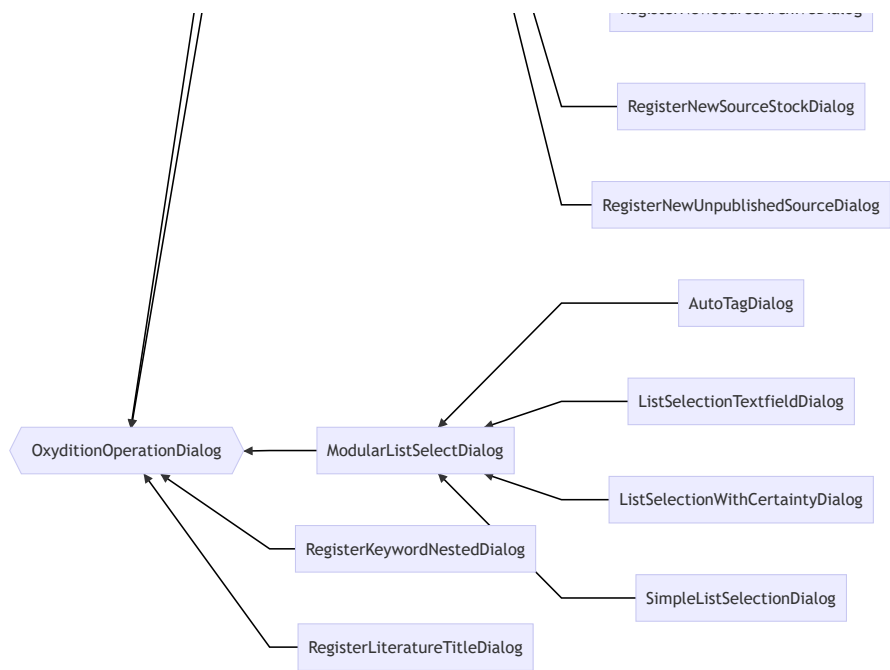 RegisterNewSourceStockDialog
RegisterNewUnpublishedSourceDialog
AutoTagDialog
ListSelectionTextfieldDialog
OxyditionOperationDialog
ModularListSelectDialog
ListSelectionWithCertaintyDialog
RegisterKeywordNestedDialog
SimpleListSelectionDialog
RegisterLiteratureTitleDialog